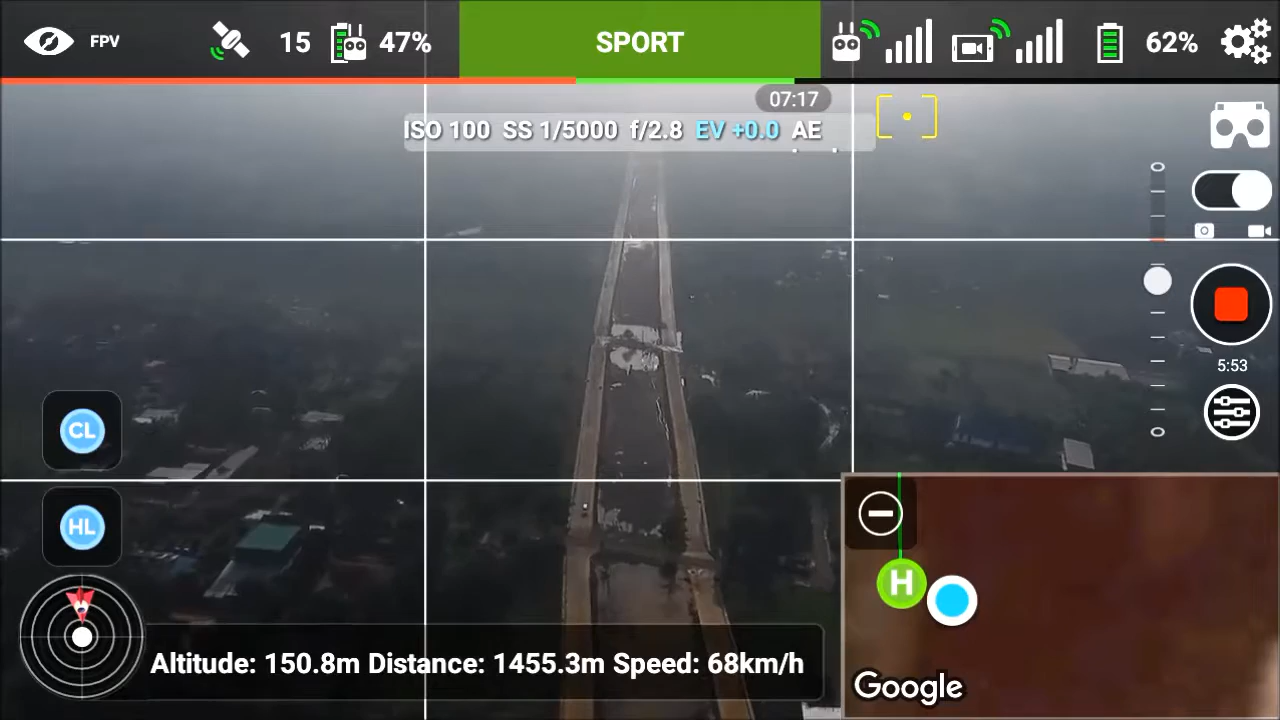 FPV 15 47% SPORT 62%
07:17
ISO 100 SS 1/5000 f/2.8 EV +0.0 AE
5:53
CL
HL
H
Altitude: 150.8m Distance: 1455.3m Speed: 68km/h
Google